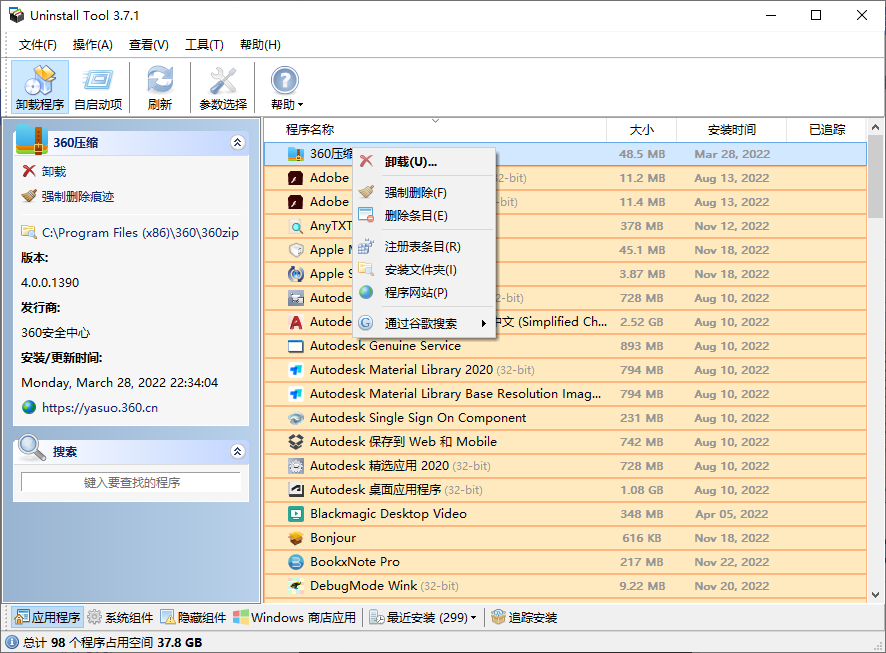 Uninstall Tool 3.7.1
文件(F) 操作(A) 查看(V) 工具(T) 帮助(H)
卸载程序 自启动项 刷新 参数选择 帮助
360压缩
卸载
强制删除痕迹
C:\Program Files (x86)\360\360zip
版本:
4.0.0.1390
发行商:
360安全中心
安装/更新时间:
Monday, March 28, 2022 22:34:04
https://yasuo.360.cn
搜索
键入要查找的程序
程序名称 大小 安装时间 已追踪
360压缩 48.5 MB Mar 28, 2022
Adobe 32-bit) 11.2 MB Aug 13, 2022
Adobe -bit) 11.4 MB Aug 13, 2022
AnyTXT 378 MB Nov 12, 2022
Apple 45.1 MB Nov 18, 2022
Apple S 3.87 MB Nov 18, 2022
Autode 2-bit) 728 MB Aug 10, 2022
Autode 中文 (Simplified Ch... 2.52 GB Aug 10, 2022
Autodesk Genuine Service 893 MB Aug 10, 2022
Autodesk Material Library 2020 (32-bit) 794 MB Aug 10, 2022
Autodesk Material Library Base Resolution Imag... 794 MB Aug 10, 2022
Autodesk Single Sign On Component 231 MB Aug 10, 2022
Autodesk 保存到 Web 和 Mobile 742 MB Aug 10, 2022
Autodesk 精选应用 2020 (32-bit) 728 MB Aug 10, 2022
Autodesk 桌面应用程序 (32-bit) 1.08 GB Aug 10, 2022
Blackmagic Desktop Video 348 MB Apr 05, 2022
Bonjour 616 KB Nov 18, 2022
BookxNote Pro 217 MB Nov 22, 2022
DebugMode Wink (32-bit) 9.22 MB Nov 20, 2022
卸载(U)...
强制删除(F)
删除条目(E)
注册表条目(R)
安装文件夹(I)
程序网站(P)
通过谷歌搜索
应用程序 系统组件 隐藏组件 Windows 商店应用 最近安装 (299) 追踪安装
总计 98 个程序占用空间 37.8 GB